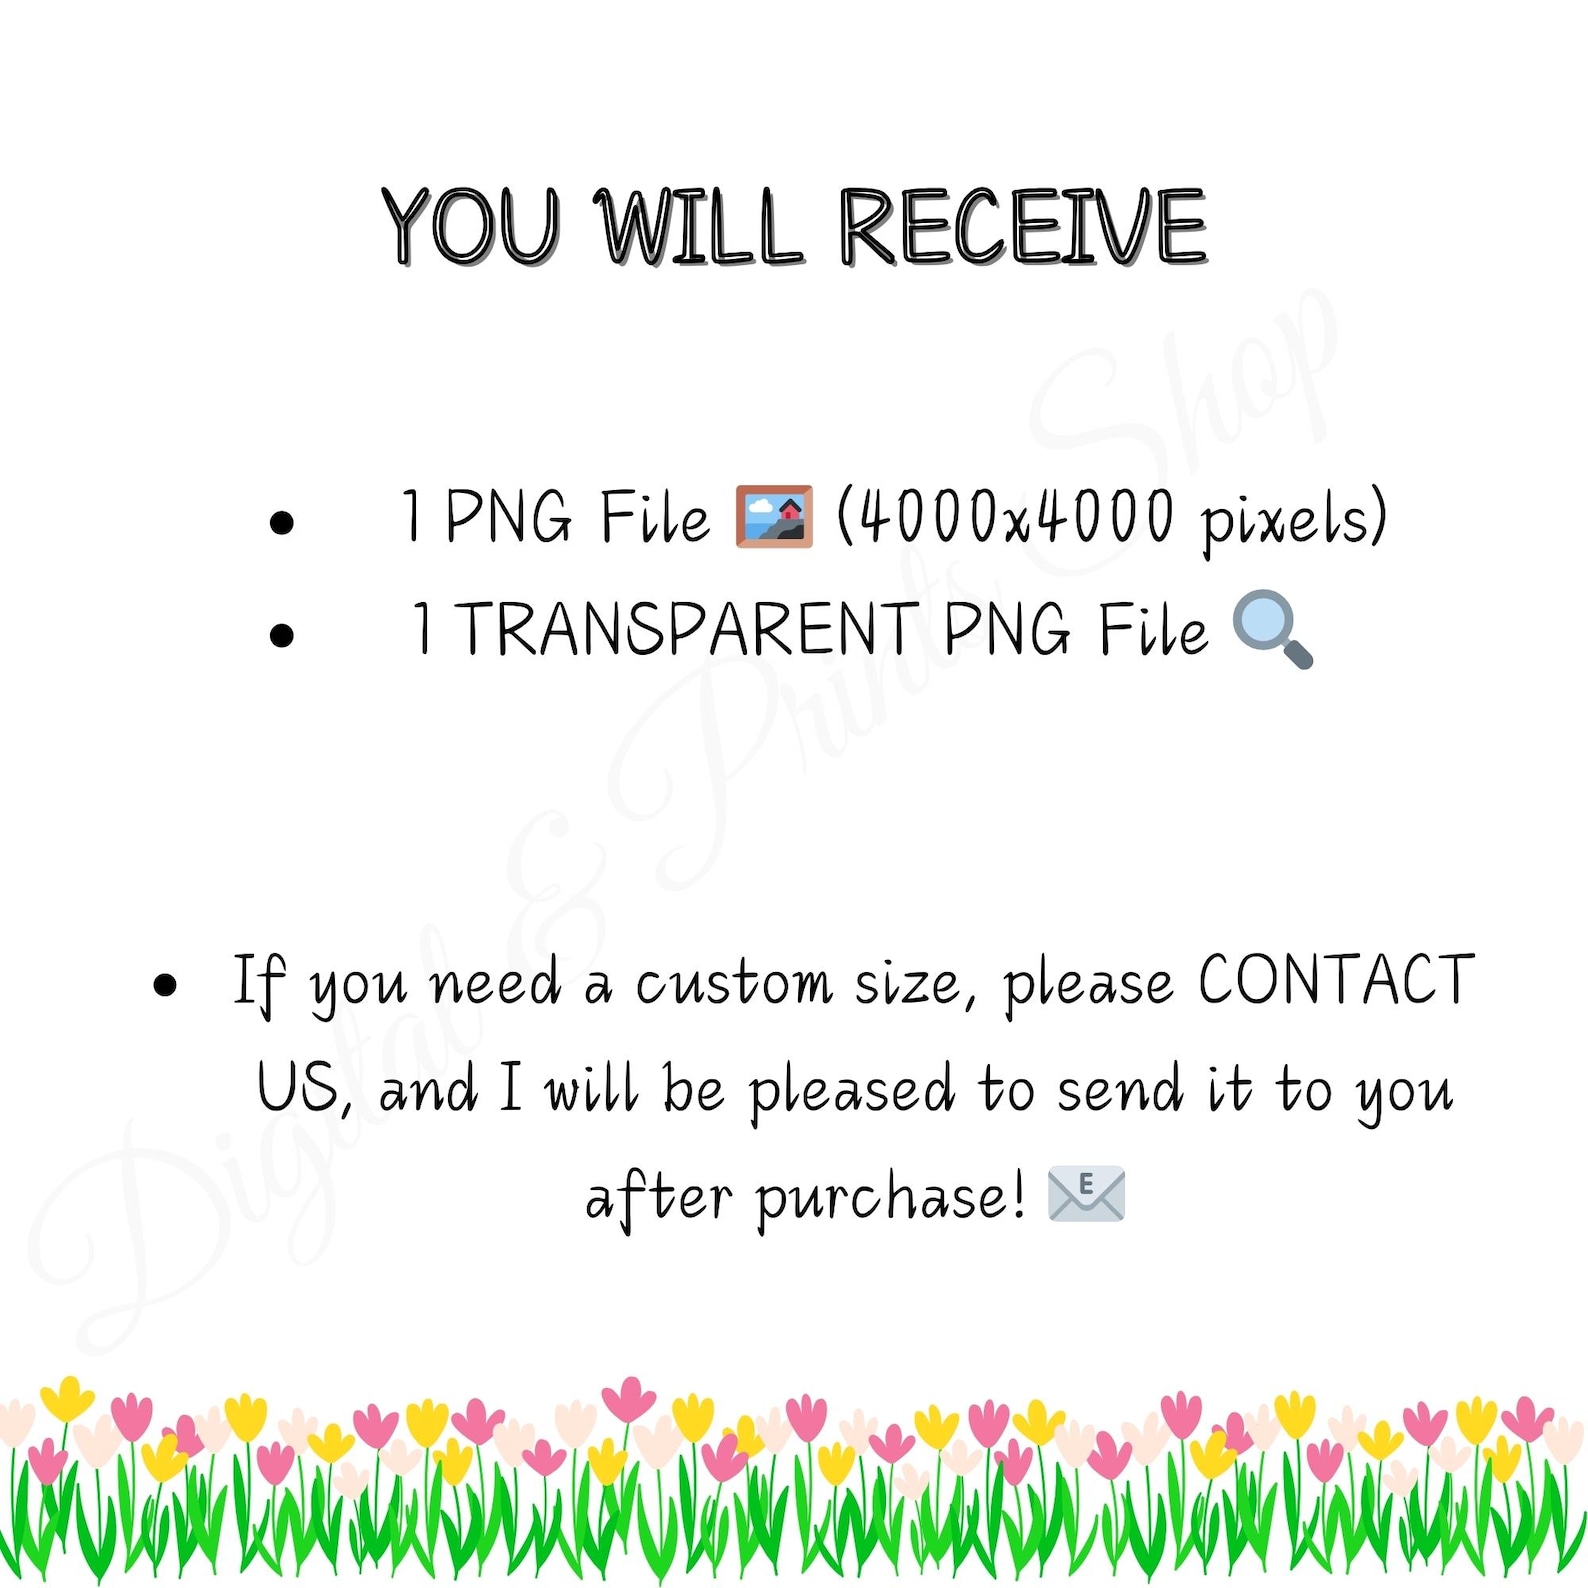 YOU WILL RECEIVE
1 PNG File (4000x4000 pixels)
1 TRANSPARENT PNG File
If you need a custom size, please CONTACT
US, and I will be pleased to send it to you
after purchase! E
Digital & Prints Shop